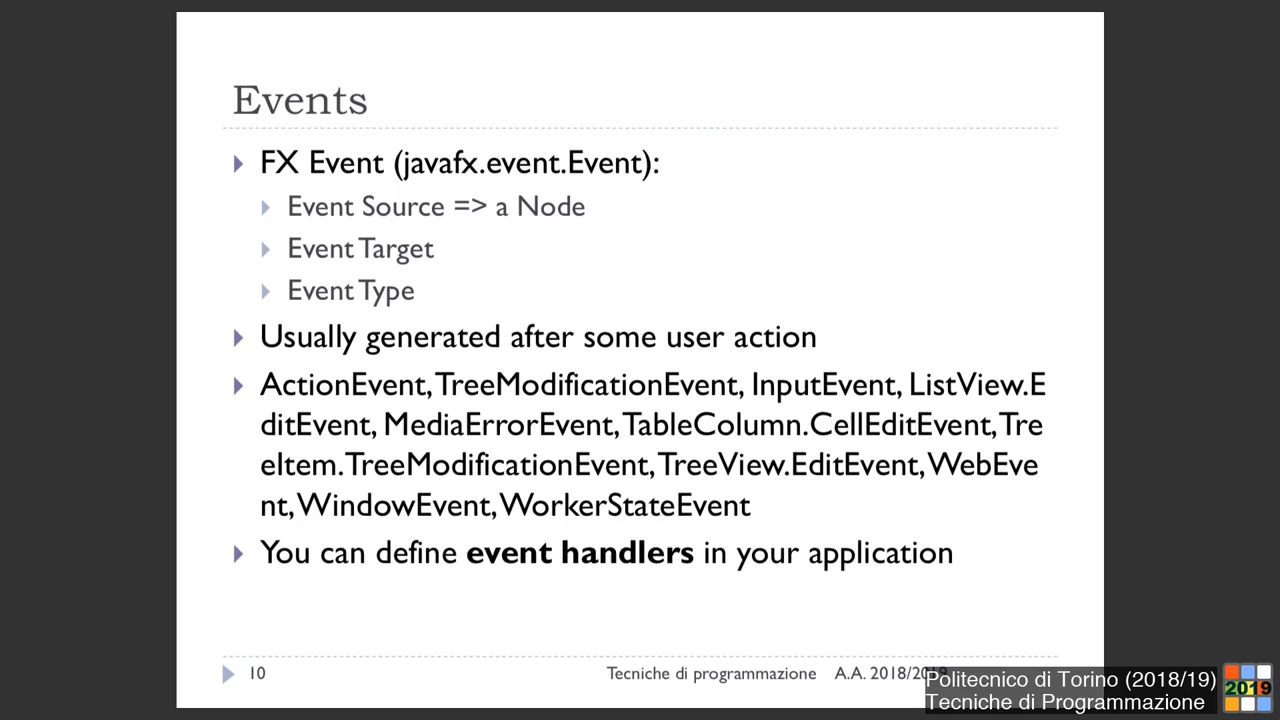 Events
FX Event (javafx.event.Event):
Event Source => a Node
Event Target
Event Type
Usually generated after some user action
ActionEvent, TreeModificationEvent, InputEvent, ListView.E
ditEvent, MediaErrorEvent, TableColumn.CellEditEvent, Tre
eItem.TreeModificationEvent, TreeView.EditEvent, WebEve
nt, WindowEvent, WorkerStateEvent
You can define event handlers in your application
10
Tecniche di programmazione A.A. 2018/2019
Politecnico di Torino (2018/19)
Tecniche di Programmazione
2019